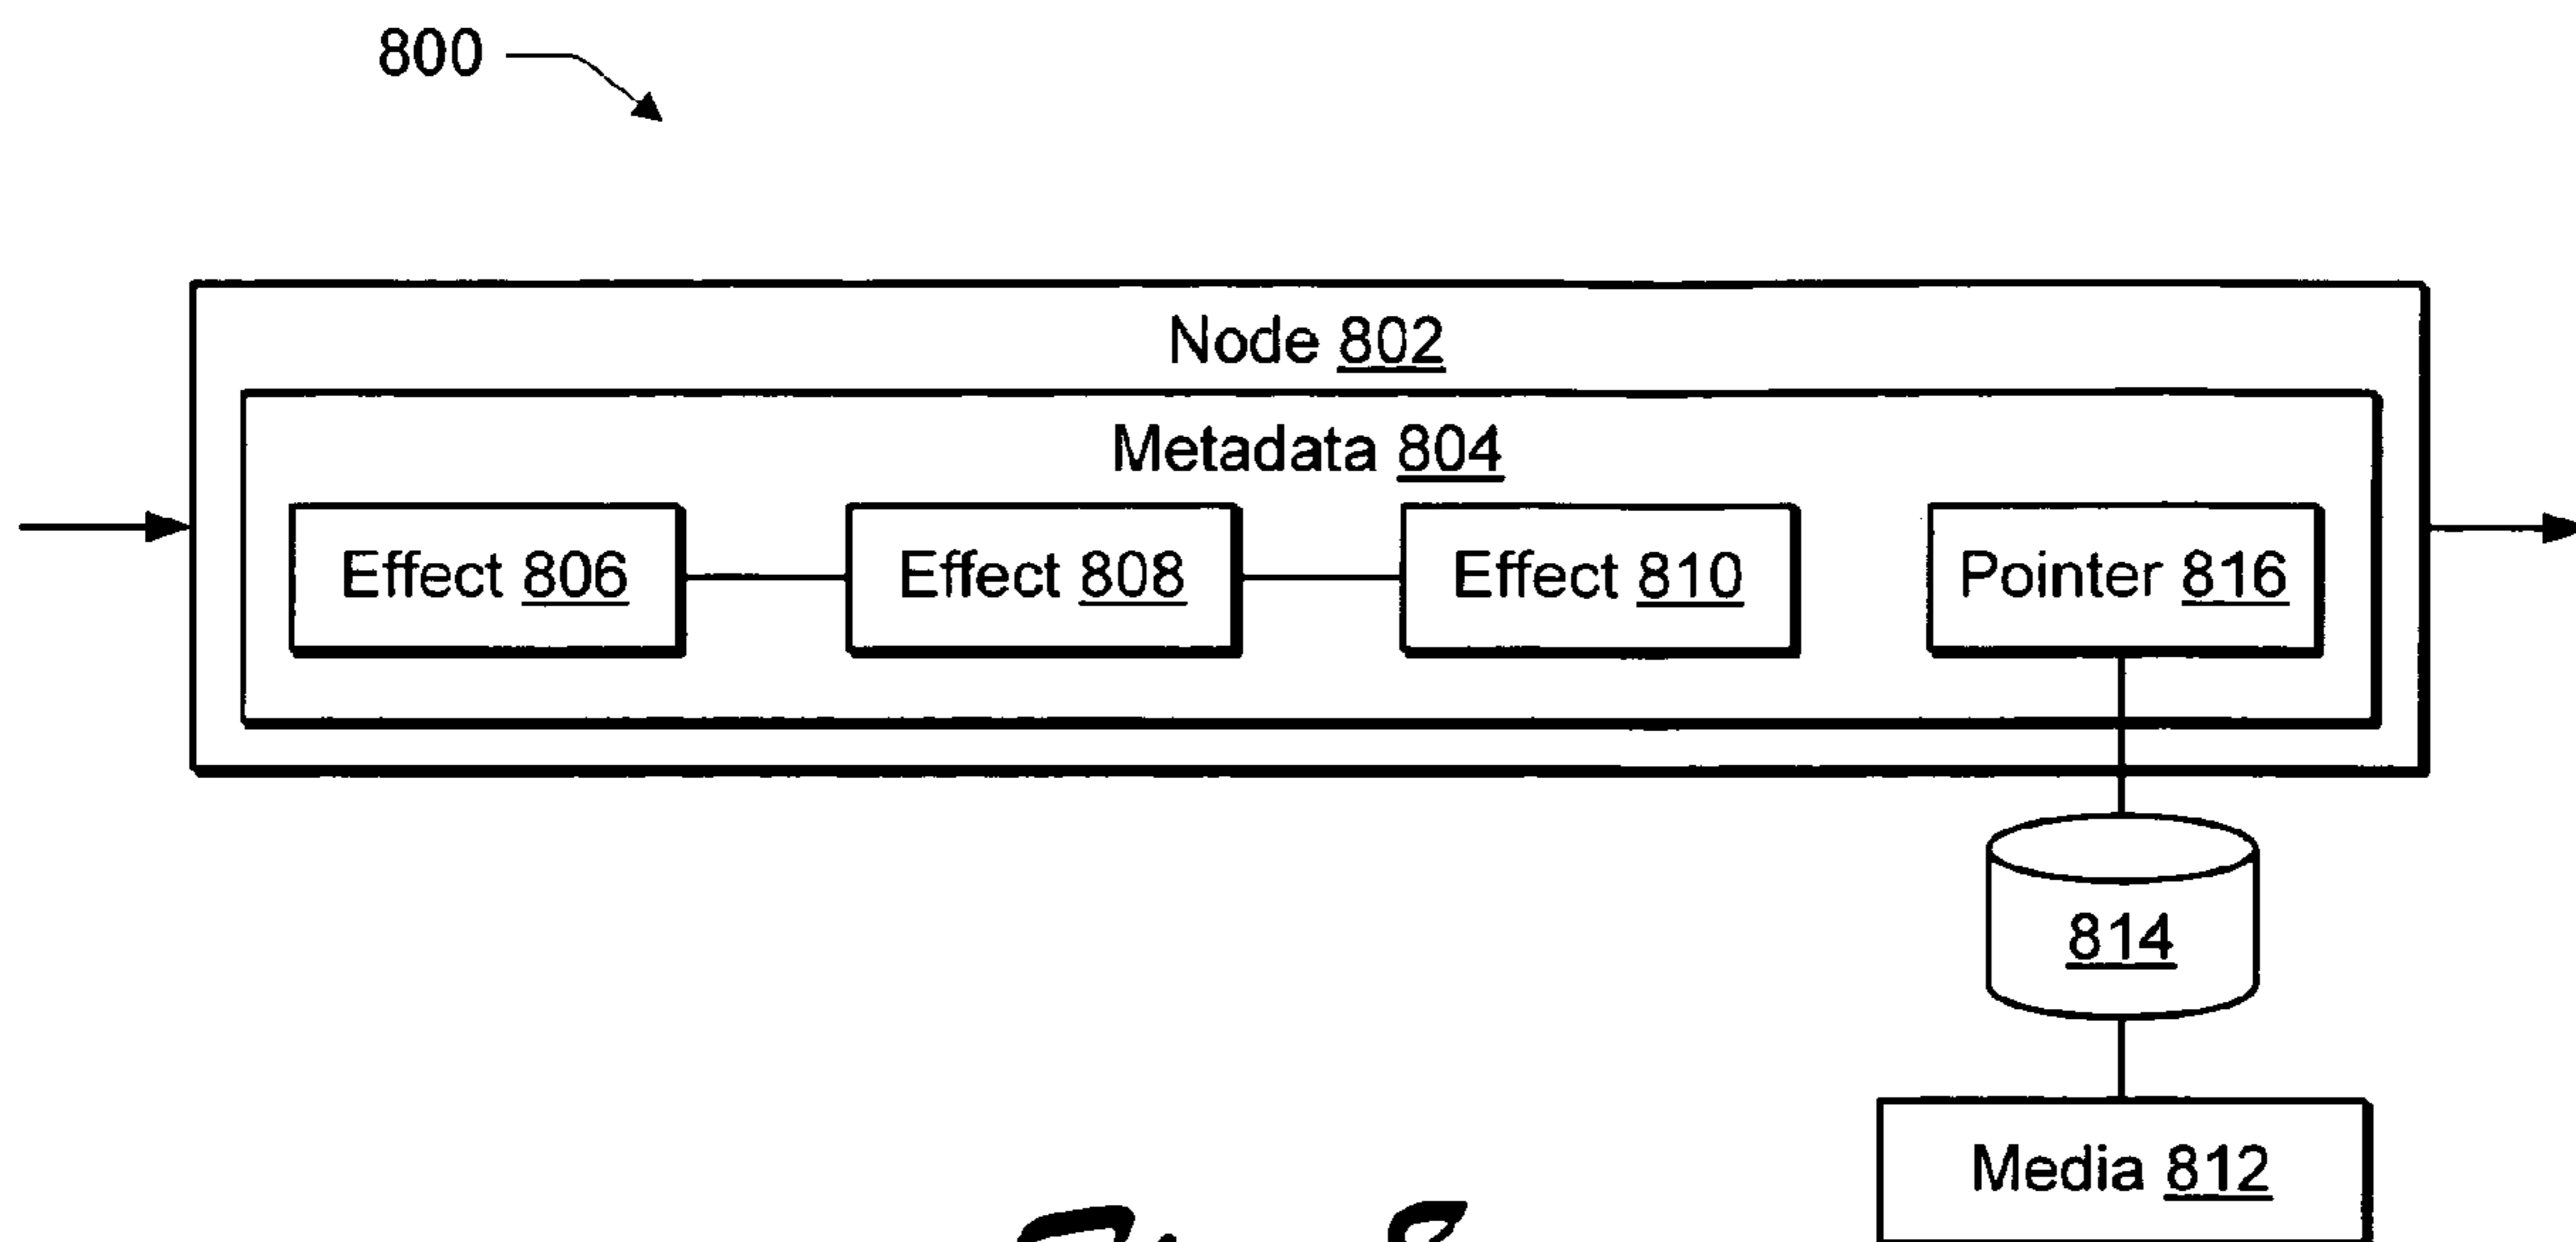 800
Node 802
Metadata 804
Effect 806
Effect 808
Effect 810
Pointer 816
814
Media 812